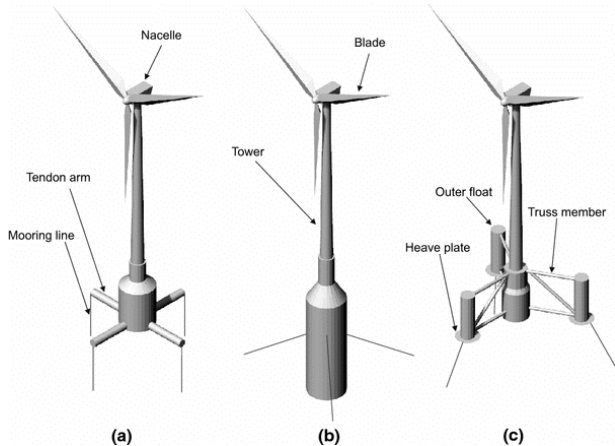 Nacelle
Blade
Tendon arm
Tower
Mooring line
Outer float
Truss member
Heave plate
(a)
(b)
(c)